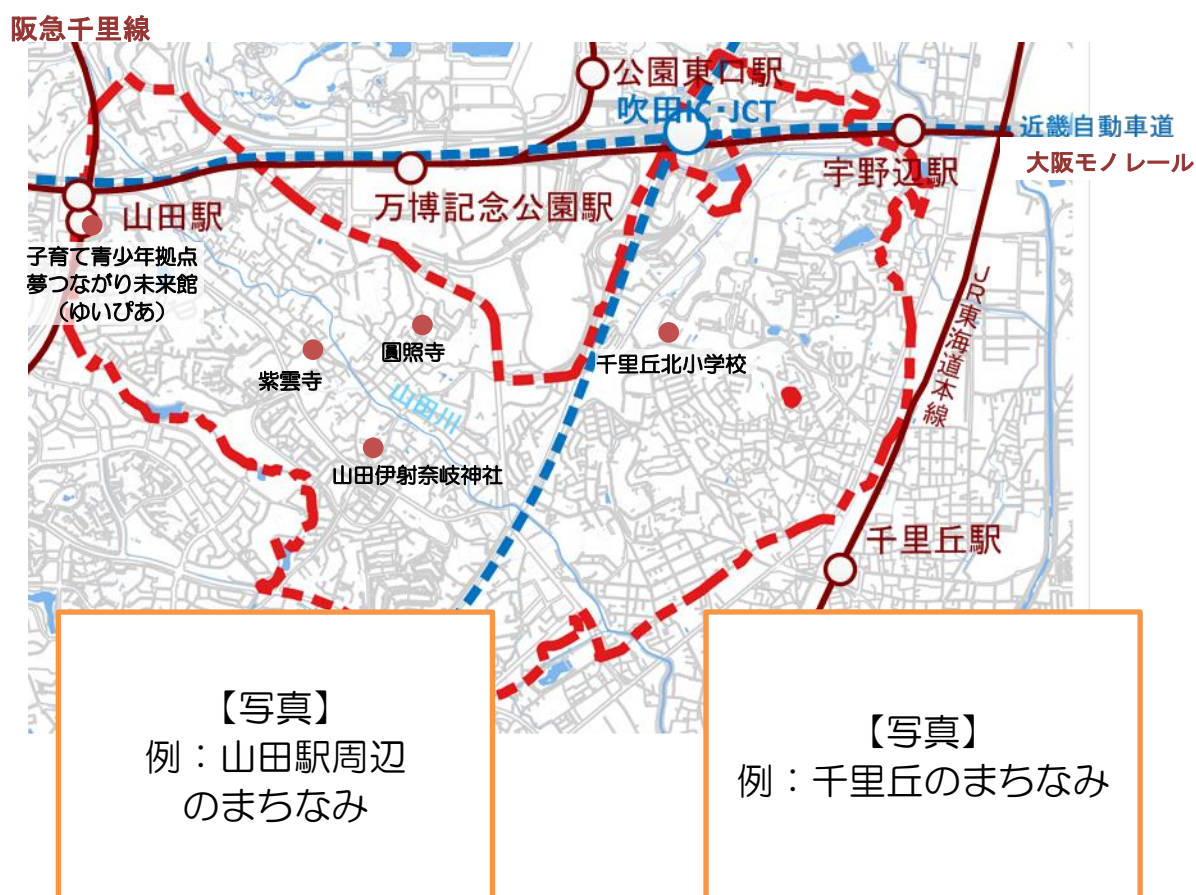 阪急千里線
公園東口駅
吹田IC・JCT
近畿自動車道
大阪モノレール
宇野辺駅
万博記念公園駅
山田駅
子育て青少年拠点
夢つながり未来館
（ゆいぴあ）
圓照寺
紫雲寺
千里丘北小学校
JR東海道本線
山田川
山田伊射奈岐神社
千里丘駅
【写真】
例：山田駅周辺
のまちなみ
【写真】
例：千里丘のまちなみ